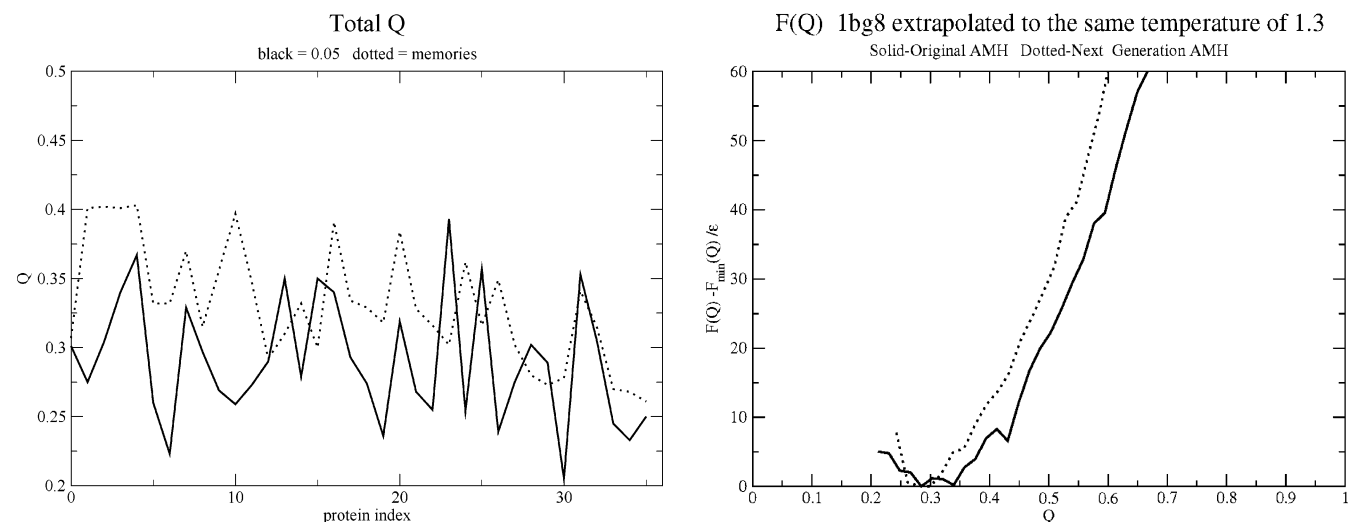 Total Q
black = 0.05 dotted = memories
0.5
0.45
0.4
0.35
0.3
0.25
0.2
Q
0 10 20 30
protein index
F(Q) 1bg8 extrapolated to the same temperature of 1.3
Solid-Original AMH Dotted-Next Generation AMH
60
50
40
30
20
10
0
F(Q) -Fmin(Q) /ε
0 0.1 0.2 0.3 0.4 0.5 0.6 0.7 0.8 0.9 1
Q